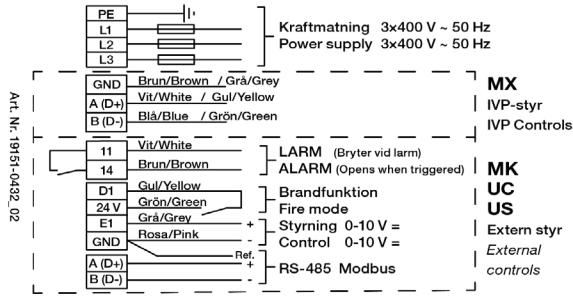 PE
L1
L2
L3
Kraftmatning 3×400 V ~ 50 Hz
Power supply 3×400 V ~ 50 Hz
GND Brun/Brown / Grå/Grey
A (D+) Vit/White / Gul/Yellow
B (D-) Blå/Blue / Grön/Green
MX
IVP-styr
IVP Controls
11 Vit/White
14 Brun/Brown
LARM (Bryter vid larm)
ALARM (Opens when triggered)
D1 Gul/Yellow
24 V Grön/Green
Brandfunktion
Fire mode
E1 Grå/Grey +
GND Rosa/Pink -
Styrning 0-10 V =
Control 0-10 V =
Ref.
A (D+) +
B (D-) -
RS-485 Modbus
MK
UC
US
Extern styr
External
controls
Art. Nr. 19151-0432_02